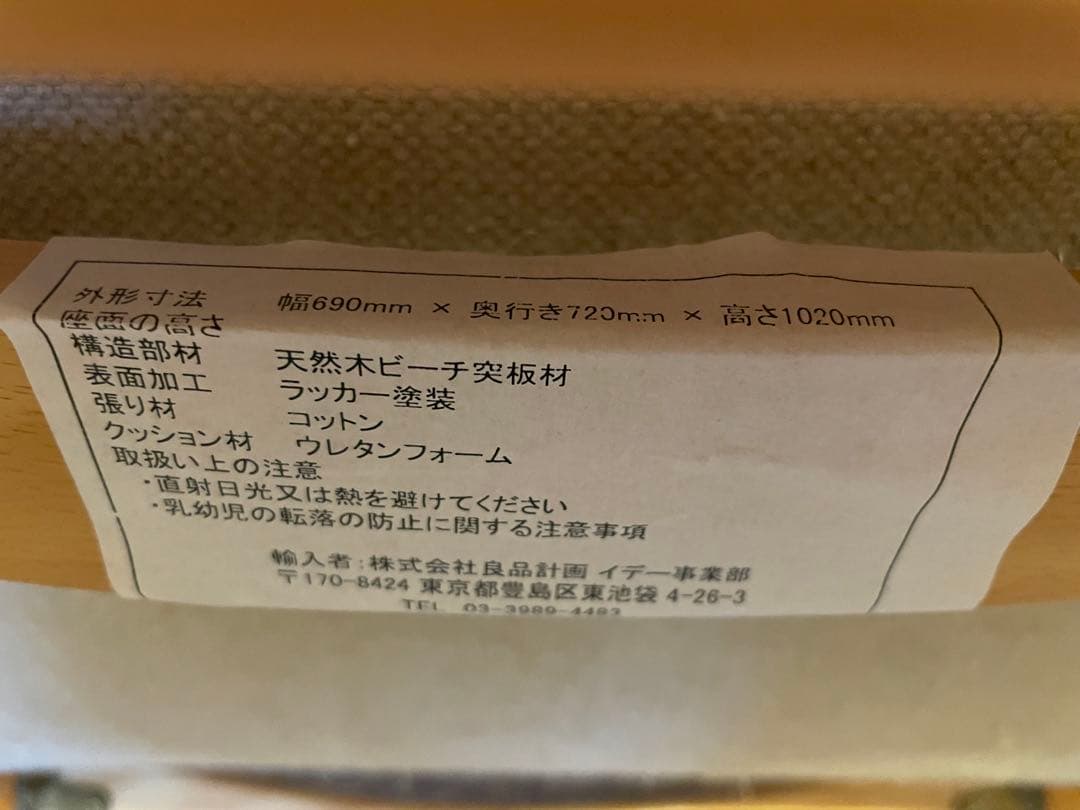 外形寸法 幅690mm × 奥行き720mm × 高さ1020mm
座面の高さ
構造部材 天然木ビーチ突板材
表面加工 ラッカー塗装
張り材 コットン
クッション材 ウレタンフォーム
取扱い上の注意
・直射日光又は熱を避けてください
・乳幼児の転落の防止に関する注意事項
輸入者:株式会社良品計画 イデー事業部
〒170-8424 東京都豊島区東池袋 4-26-3
TEL 03-3989-4483